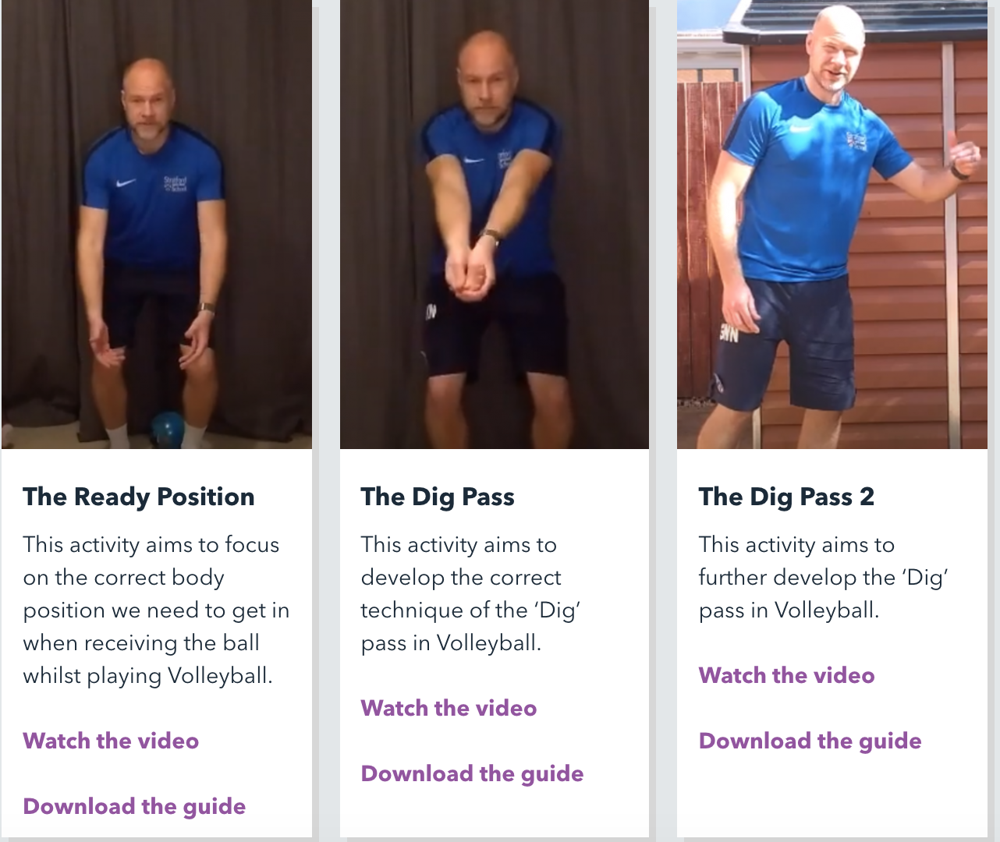 Stratford
School
GWN
The Ready Position
This activity aims to focus
on the correct body
position we need to get in
when receiving the ball
whilst playing Volleyball.
Watch the video
Download the guide
The Dig Pass
This activity aims to
develop the correct
technique of the ‘Dig’
pass in Volleyball.
Watch the video
Download the guide
The Dig Pass 2
This activity aims to
further develop the ‘Dig’
pass in Volleyball.
Watch the video
Download the guide